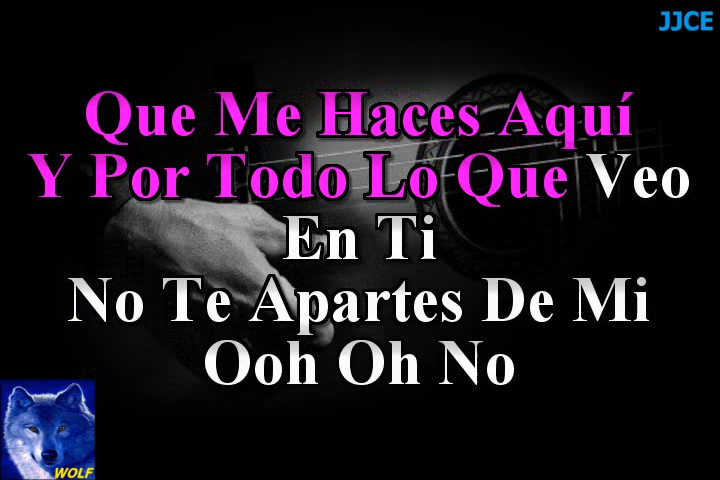 JJCE
Que Me Haces Aquí
Y Por Todo Lo Que Veo
En Ti
No Te Apartes De Mi
Ooh Oh No
WOLF